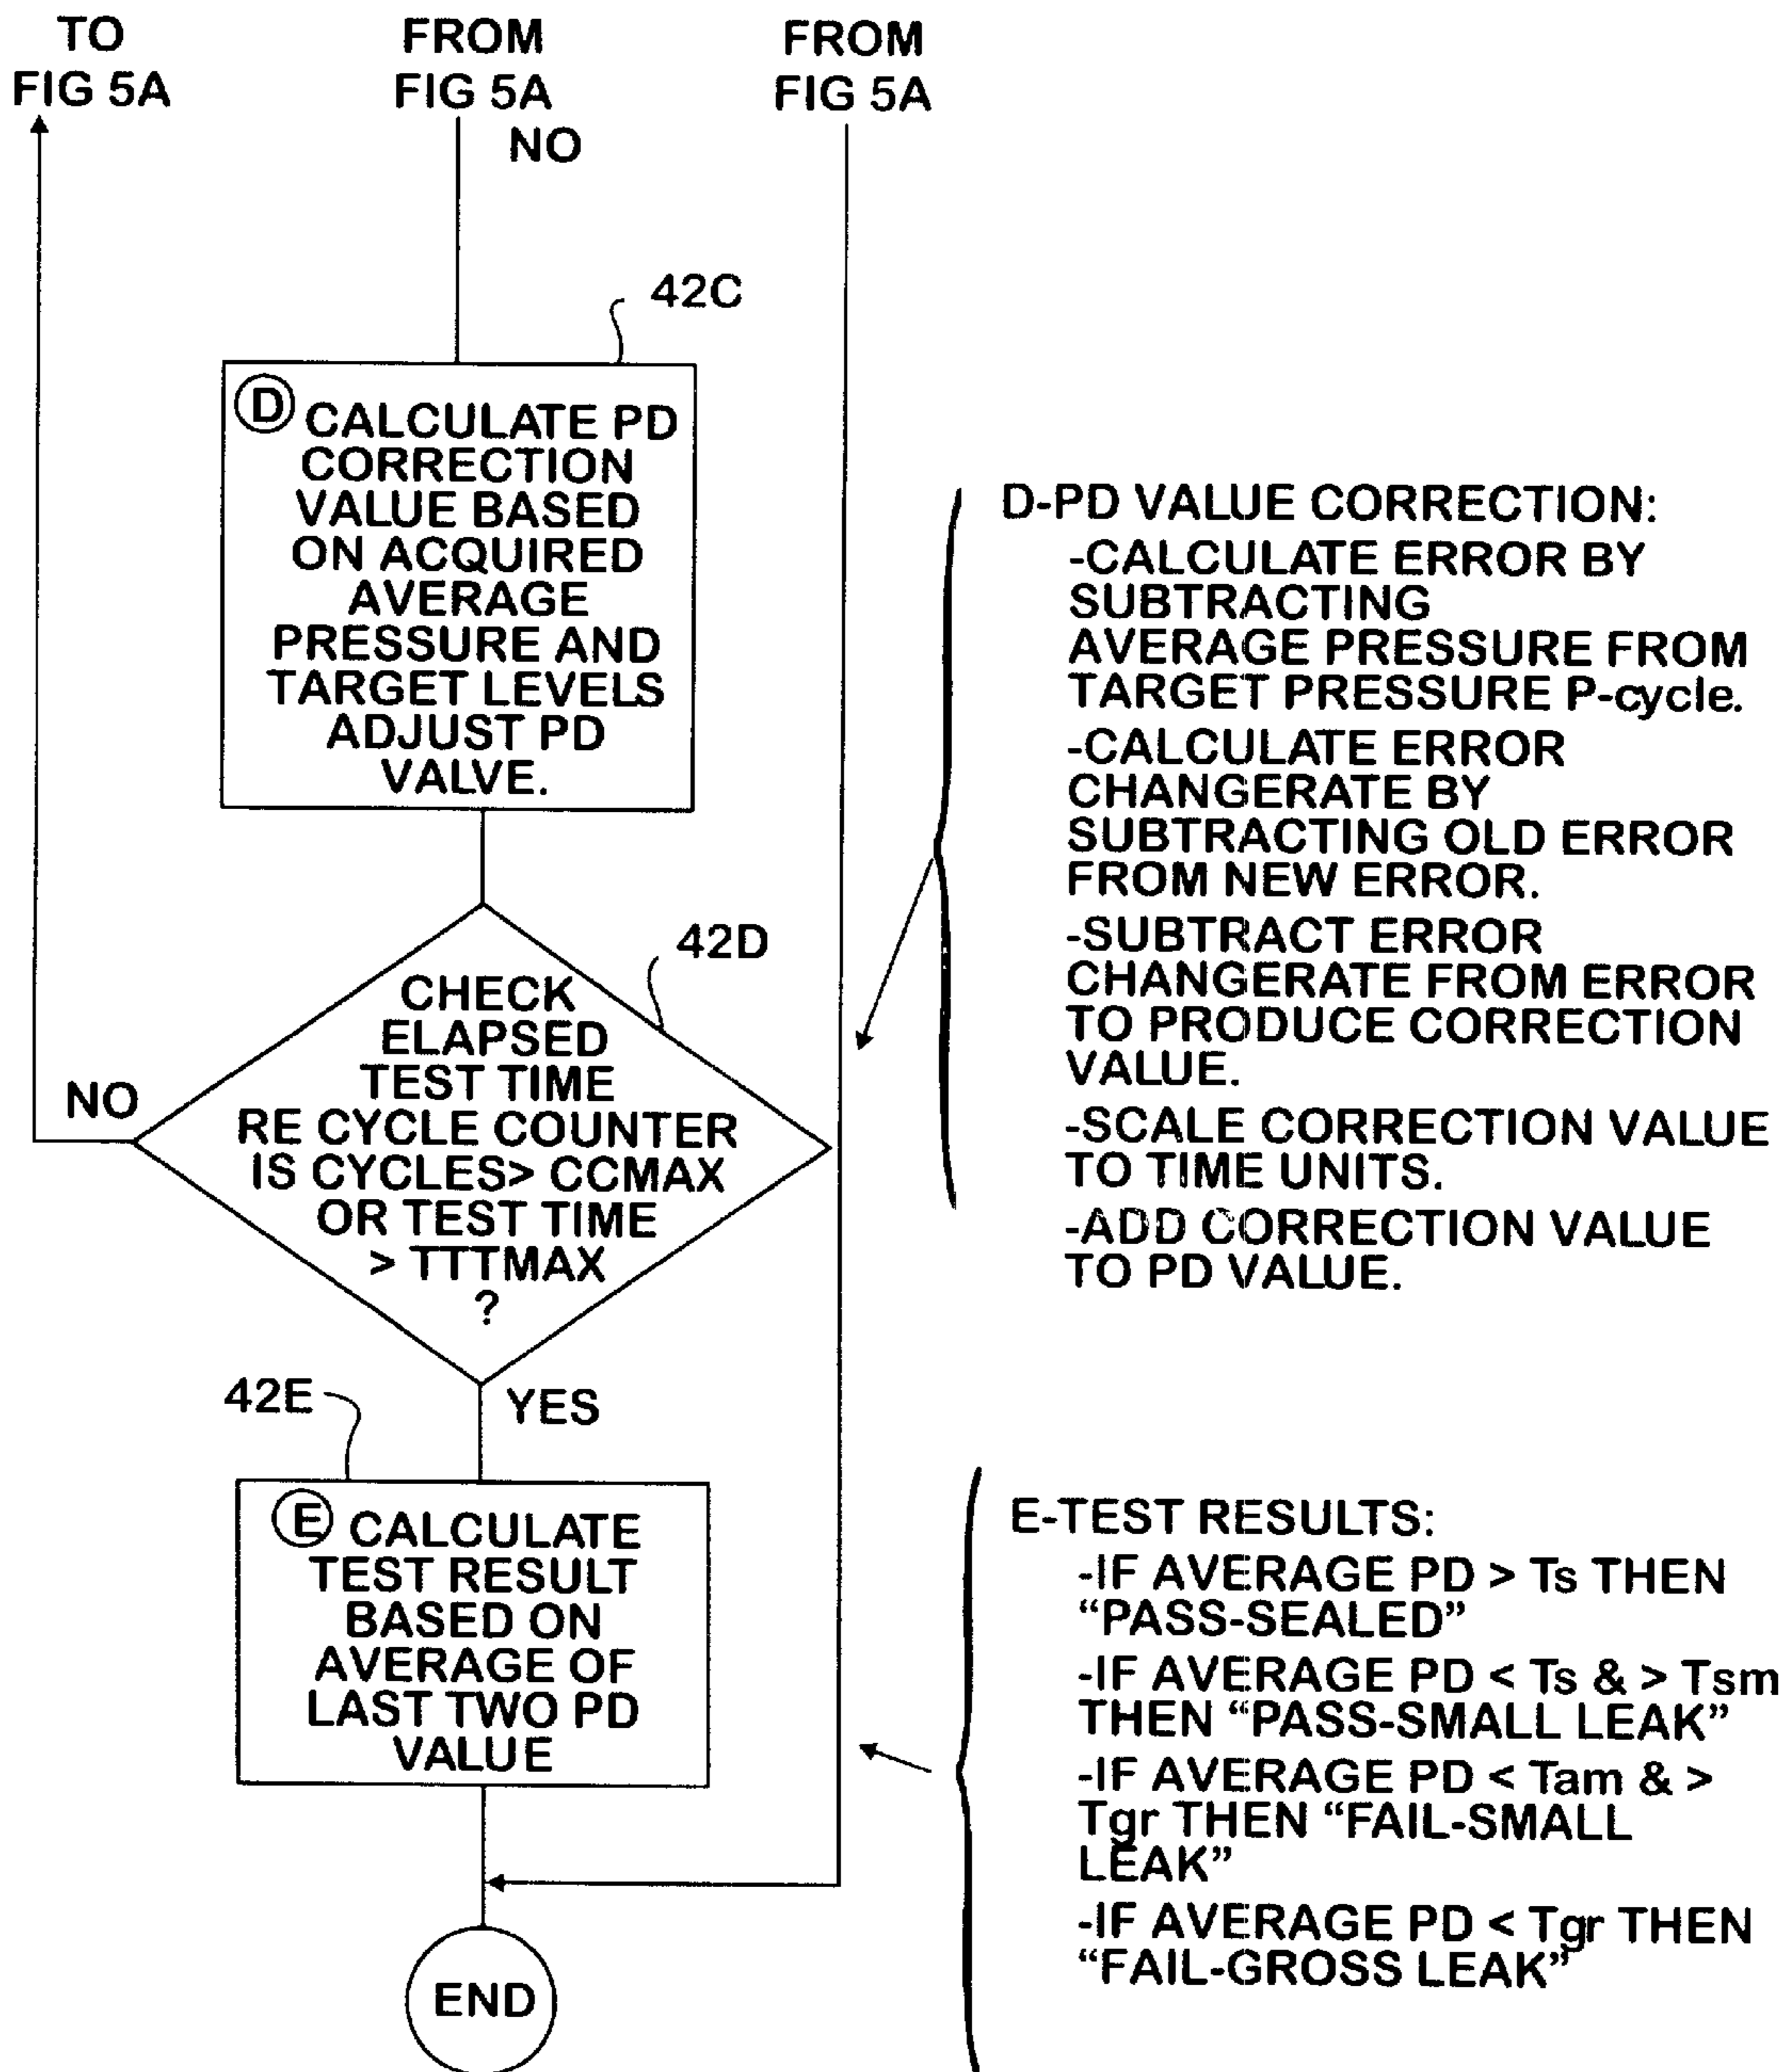 TO
FIG 5A
FROM
FIG 5A
NO
FROM
FIG 5A
42C
D CALCULATE PD
CORRECTION
VALUE BASED
ON ACQUIRED
AVERAGE
PRESSURE AND
TARGET LEVELS
ADJUST PD
VALVE.
D-PD VALUE CORRECTION:
-CALCULATE ERROR BY
SUBTRACTING
AVERAGE PRESSURE FROM
TARGET PRESSURE P-cycle.
-CALCULATE ERROR
CHANGERATE BY
SUBTRACTING OLD ERROR
FROM NEW ERROR.
-SUBTRACT ERROR
CHANGERATE FROM ERROR
TO PRODUCE CORRECTION
VALUE.
-SCALE CORRECTION VALUE
TO TIME UNITS.
-ADD CORRECTION VALUE
TO PD VALUE.
42D
CHECK
ELAPSED
TEST TIME
RE CYCLE COUNTER
IS CYCLES> CCMAX
OR TEST TIME
> TTTMAX
?
NO
YES
42E
E CALCULATE
TEST RESULT
BASED ON
AVERAGE OF
LAST TWO PD
VALUE
E-TEST RESULTS:
-IF AVERAGE PD > Ts THEN
“PASS-SEALED”
-IF AVERAGE PD < Ts & > Tsm
THEN “PASS-SMALL LEAK”
-IF AVERAGE PD < Tam & >
Tgr THEN “FAIL-SMALL
LEAK”
-IF AVERAGE PD < Tgr THEN
“FAIL-GROSS LEAK”
END